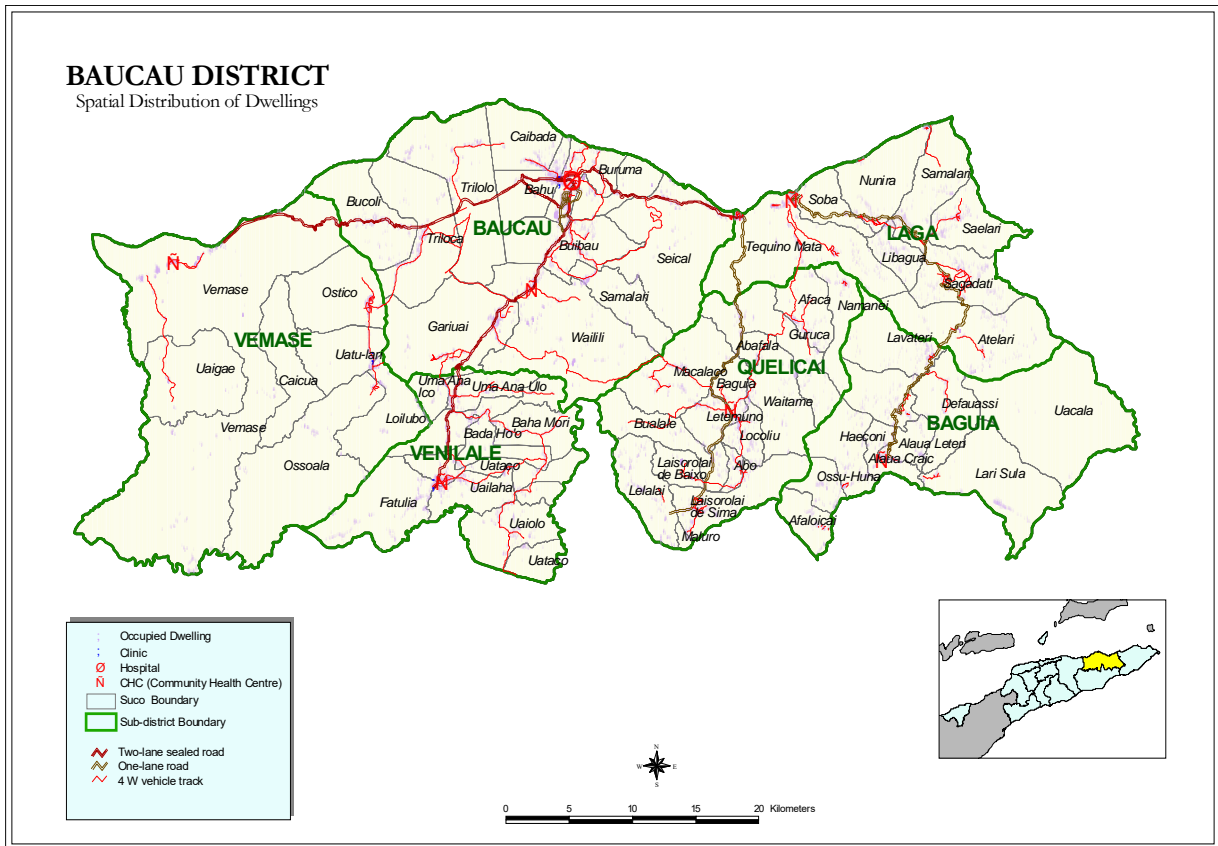 BAUCAU DISTRICT
Spatial Distribution of Dwellings
Caibada
Buruma
Bahu
Trilolo
Bucoli
BAUCAU
Triloca
Buibau
Seical
Samalari
Gariuai
Wailili
Nunira
Samalari
Soba
LAGA
Saelari
Tequino Mata
Libagua
Sagadati
Atelari
Vemase
Ostico
VEMASE
Uatu-lari
Uaigae
Caicua
Vemase
Loilubo
Ossoala
Afaca
Namanei
Guruca
Lavateri
Abafala
QUELICAI
Macalaco
Baguia
Waitame
Letemuno
Bualale
Locoliu
Laisorolai
de Baixo
Abo
Lelalai
Laisorolai
de Sima
Maluro
Uma Ana
Ico
Uma Ana-Ulo
Baha Mori
Bada Ho'o
VENILALE
Uataco
Uailaha
Fatulia
Uaiolo
Uataco
Defauassi
Uacala
BAGUIA
Haeconi
Alaua Leten
Alaua Craic
Ossu-Huna
Lari Sula
Afaloicai
Ñ
Ñ
Ñ
Ñ
Ñ
Ñ
Occupied Dwelling
Clinic
Hospital
Ñ CHC (Community Health Centre)
Suco Boundary
Sub-district Boundary
Two-lane sealed road
One-lane road
4 W vehicle track
N
W E
S
0 5 10 15 20 Kilometers